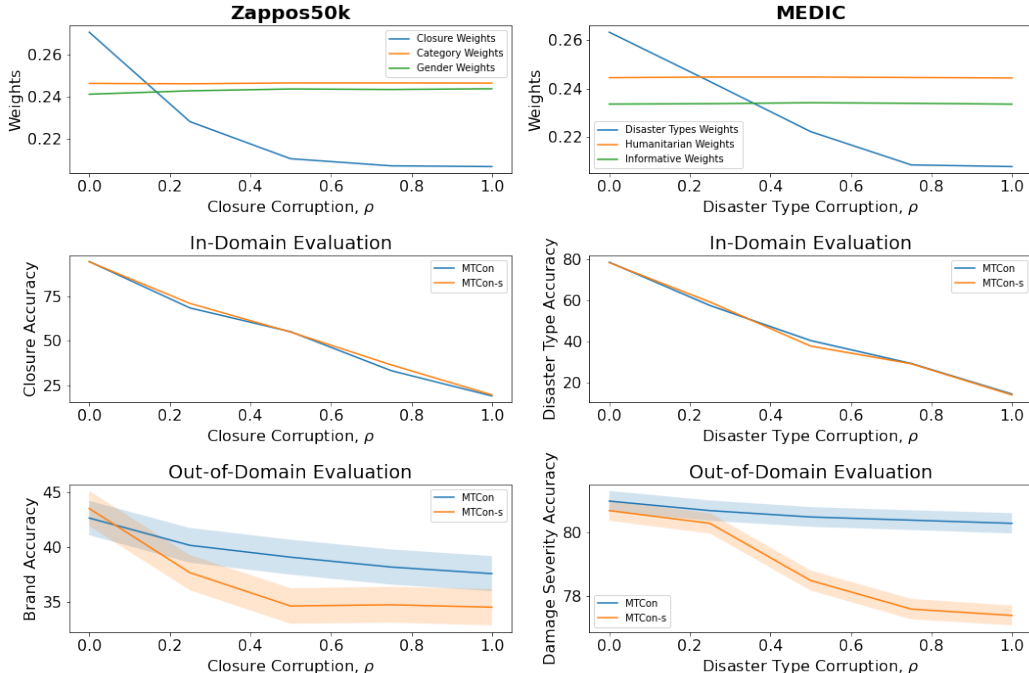 Zappos50k
Weights
0.26
0.24
0.22
Closure Weights
Category Weights
Gender Weights
0.0 0.2 0.4 0.6 0.8 1.0
Closure Corruption, ρ
MEDIC
Weights
0.26
0.24
0.22
Disaster Types Weights
Humanitarian Weights
Informative Weights
0.0 0.2 0.4 0.6 0.8 1.0
Disaster Type Corruption, ρ
In-Domain Evaluation
Closure Accuracy
75
50
25
MTCon
MTCon-s
0.0 0.2 0.4 0.6 0.8 1.0
Closure Corruption, ρ
In-Domain Evaluation
Disaster Type Accuracy
80
60
40
20
MTCon
MTCon-s
0.0 0.2 0.4 0.6 0.8 1.0
Disaster Type Corruption, ρ
Out-of-Domain Evaluation
Brand Accuracy
45
40
35
MTCon
MTCon-s
0.0 0.2 0.4 0.6 0.8 1.0
Closure Corruption, ρ
Out-of-Domain Evaluation
Damage Severity Accuracy
80
78
MTCon
MTCon-s
0.0 0.2 0.4 0.6 0.8 1.0
Disaster Type Corruption, ρ